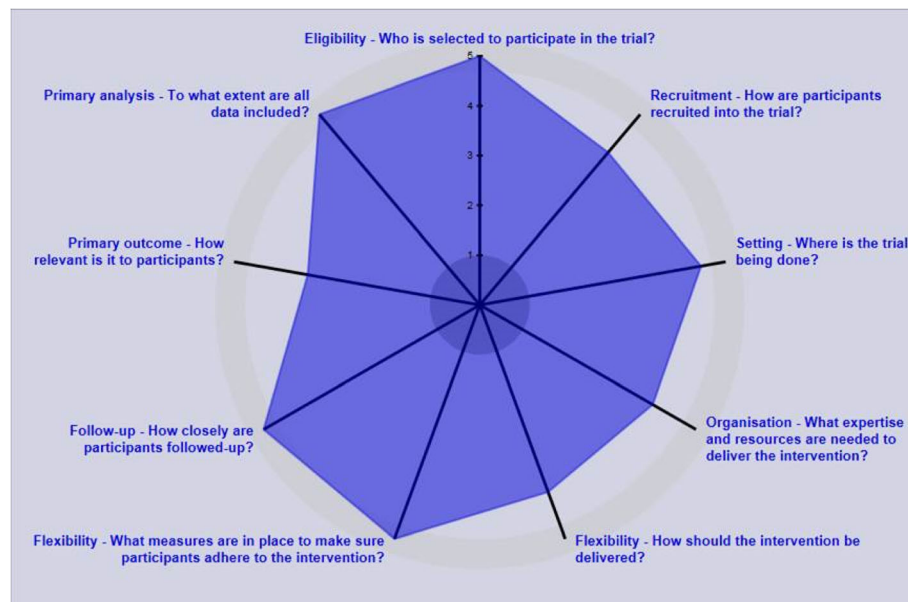 Eligibility - Who is selected to participate in the trial?
5
Primary analysis - To what extent are all
data included?
Recruitment - How are participants
recruited into the trial?
4
3
2
Primary outcome - How
relevant is it to participants?
Setting - Where is the trial
being done?
1
Organisation - What expertise
and resources are needed to
deliver the intervention?
Follow-up - How closely are
participants followed-up?
Flexibility - What measures are in place to make sure
participants adhere to the intervention?
Flexibility - How should the intervention be
delivered?